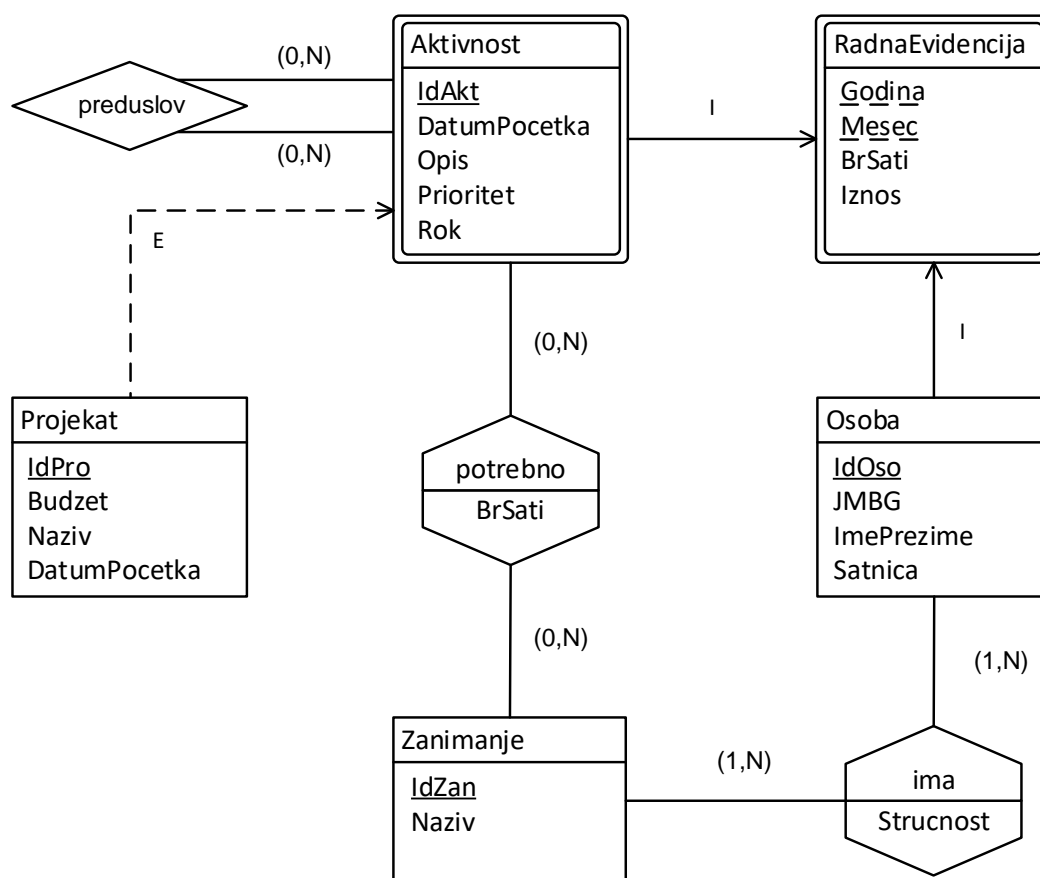 Aktivnost
IdAkt
DatumPocetka
Opis
Prioritet
Rok
RadnaEvidencija
Godina
Mesec
BrSati
Iznos
(0,N)
preduslov
(0,N)
I
E
(0,N)
I
Projekat
IdPro
Budzet
Naziv
DatumPocetka
potrebno
BrSati
Osoba
IdOso
JMBG
ImePrezime
Satnica
(0,N)
(1,N)
Zanimanje
IdZan
Naziv
(1,N)
ima
Strucnost